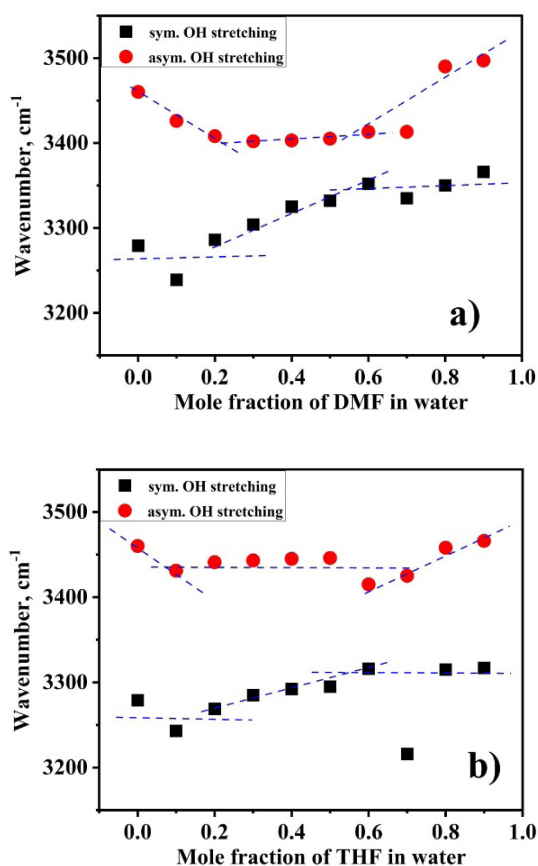 sym. OH stretching
asym. OH stretching
3500
3400
3300
3200
Wavenumber, cm-1
a)
0.0 0.2 0.4 0.6 0.8 1.0
Mole fraction of DMF in water
sym. OH stretching
asym. OH stretching
3500
3400
3300
3200
Wavenumber, cm-1
b)
0.0 0.2 0.4 0.6 0.8 1.0
Mole fraction of THF in water